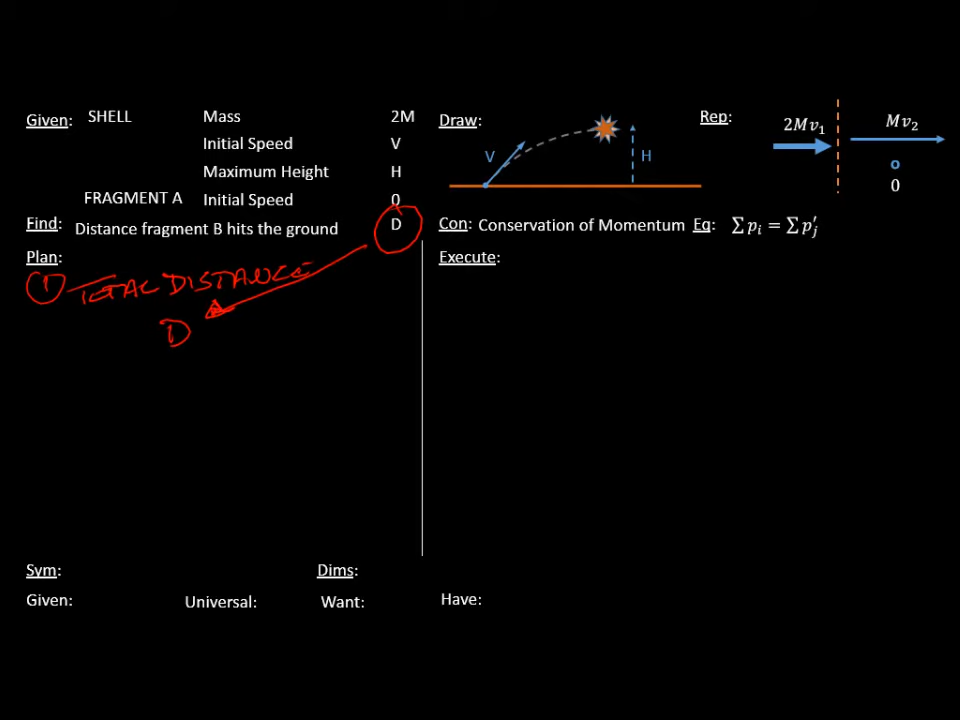 Given: SHELL Mass 2M
Initial Speed V
Maximum Height H
FRAGMENT A Initial Speed 0
Find: Distance fragment B hits the ground D
Plan:
① TOTAL DISTANCE
D
Draw:
V
H
Rep:
2Mv₁
Mv₂
0
Con: Conservation of Momentum Eq: ∑pᵢ = ∑p′ⱼ
Execute:
Sym:
Dims:
Given: Universal: Want: Have: